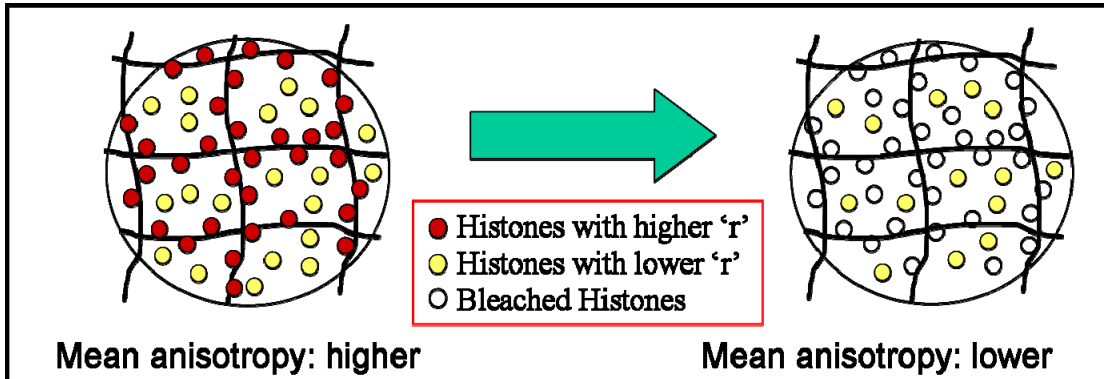 Histones with higher ‘r’
Histones with lower ‘r’
Bleached Histones
Mean anisotropy: higher
Mean anisotropy: lower